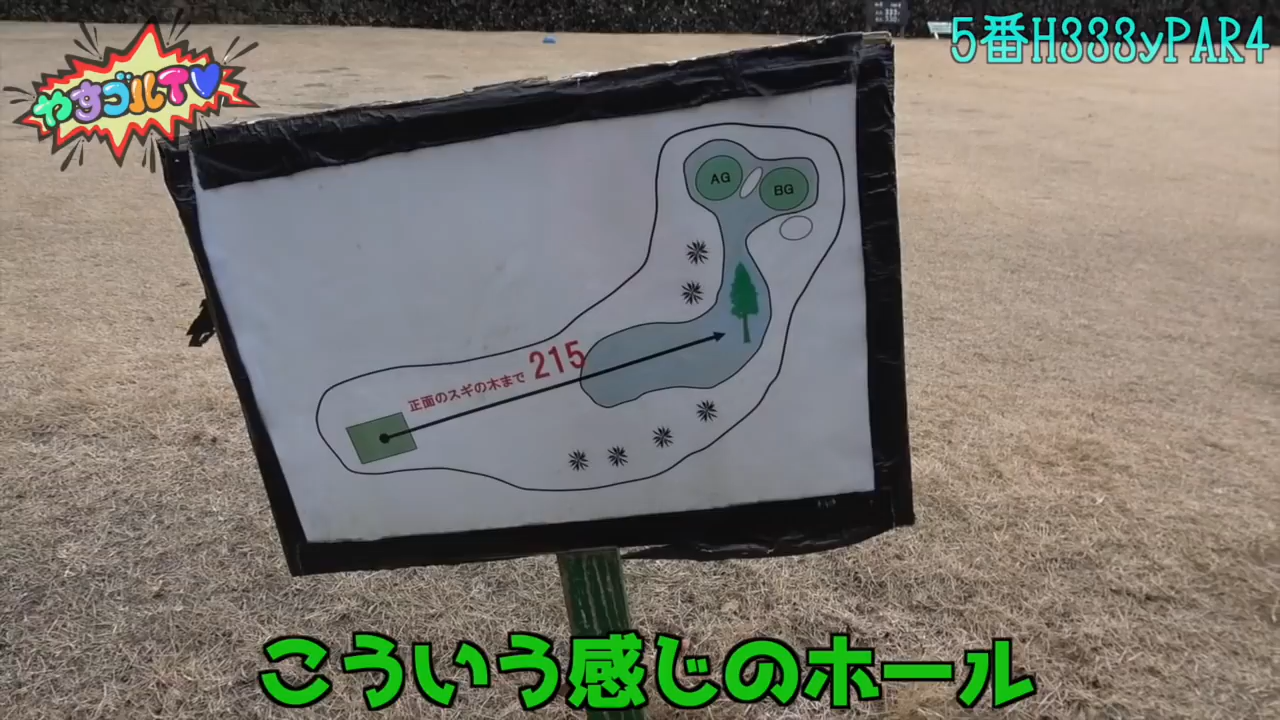 やすゴルTV
5番H333yPAR4
AG
BG
正面のスギの木まで 215
こういう感じのホール